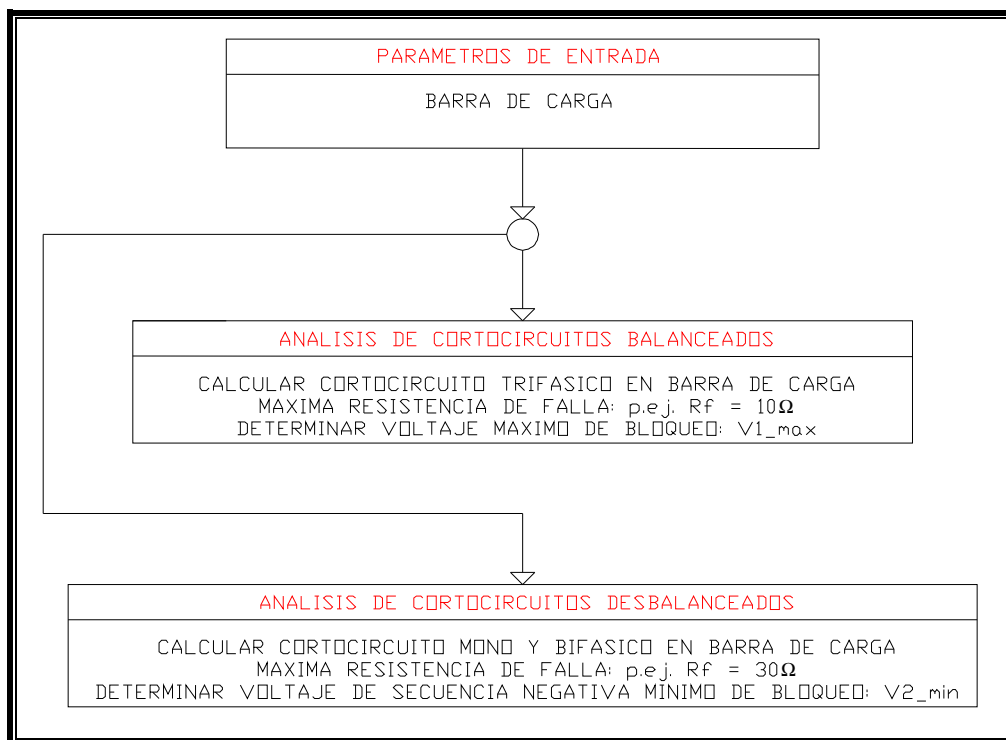 PARAMETROS DE ENTRADA
BARRA DE CARGA
ANALISIS DE CORTOCIRCUITOS BALANCEADOS
CALCULAR CORTOCIRCUITO TRIFASICO EN BARRA DE CARGA
MAXIMA RESISTENCIA DE FALLA: p.ej. Rf = 10Ω
DETERMINAR VOLTAJE MAXIMO DE BLOQUEO: V1_max
ANALISIS DE CORTOCIRCUITOS DESBALANCEADOS
CALCULAR CORTOCIRCUITO MONO Y BIFASICO EN BARRA DE CARGA
MAXIMA RESISTENCIA DE FALLA: p.ej. Rf = 30Ω
DETERMINAR VOLTAJE DE SECUENCIA NEGATIVA MINIMO DE BLOQUEO: V2_min